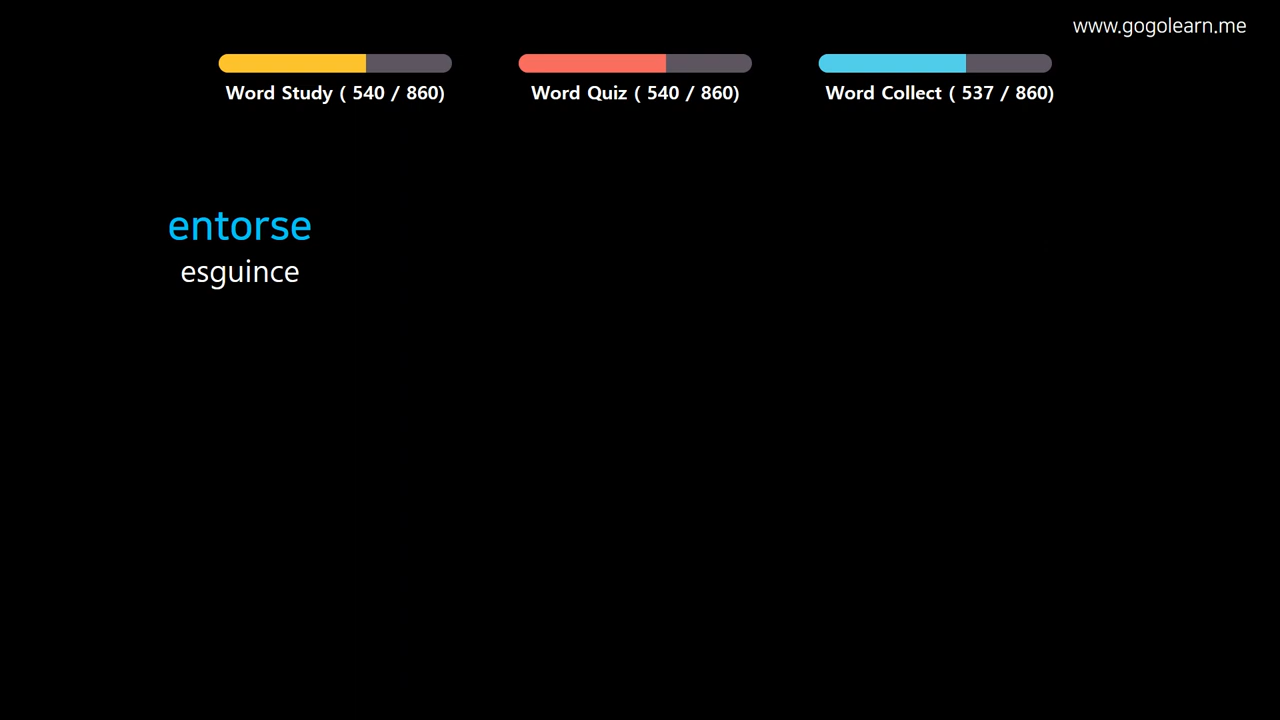 www.gogolearn.me
Word Study ( 540 / 860)
Word Quiz ( 540 / 860)
Word Collect ( 537 / 860)
entorse
esguince